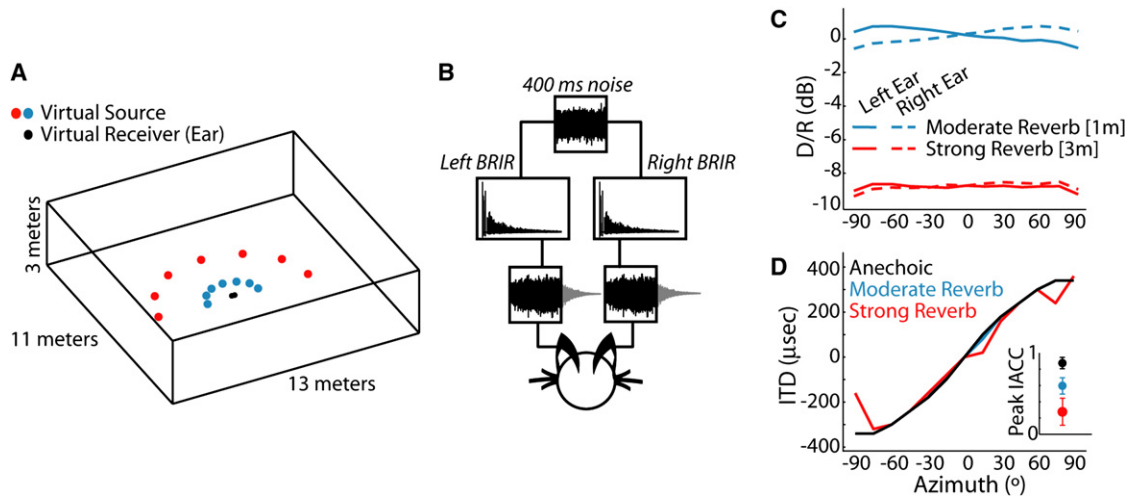 A
Virtual Source
Virtual Receiver (Ear)
3 meters
11 meters
13 meters
B
400 ms noise
Left BRIR
Right BRIR
C
D/R (dB)
0
-2
-4
-6
-8
-10
Left Ear
Right Ear
Moderate Reverb [1m]
Strong Reverb [3m]
-90 -60 -30 0 30 60 90
D
ITD (μsec)
400
200
0
-200
-400
Anechoic
Moderate Reverb
Strong Reverb
Peak IACC
1
0
-90 -60 -30 0 30 60 90
Azimuth (º)